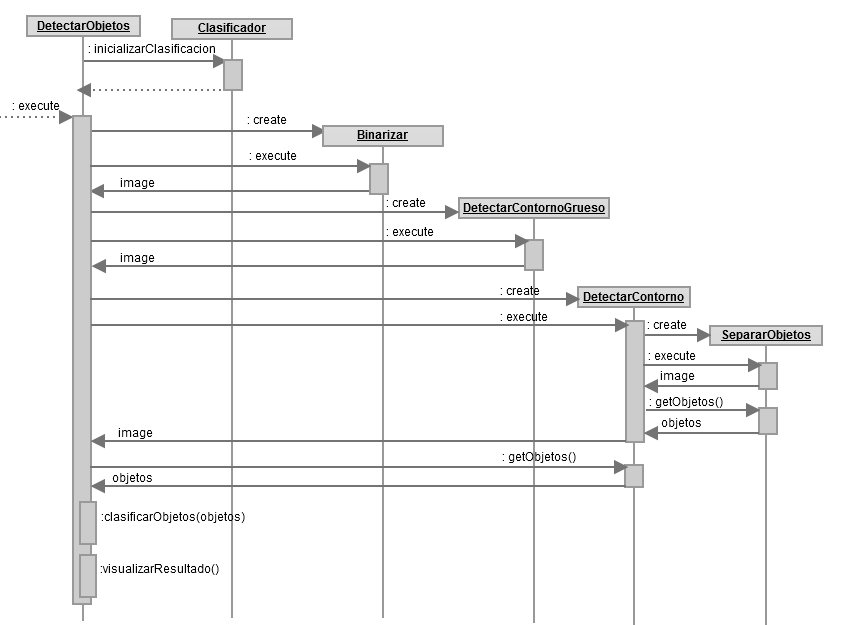 DetectarObjetos
Clasificador
: inicializarClasificacion
: execute
: create
Binarizar
: execute
image
: create
DetectarContornoGrueso
: execute
image
: create
DetectarContorno
: execute
: create
SepararObjetos
: execute
image
: getObjetos()
objetos
image
: getObjetos()
objetos
:clasificarObjetos(objetos)
:visualizarResultado()